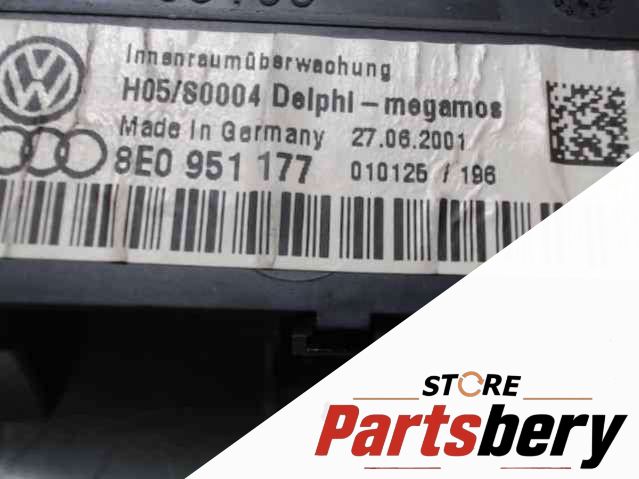 Innenraumüberwachung
H05/S0004 Delphi - megamos
Made in Germany 27.06.2001
8E0 951 177 010125 / 196
STORE
Partsbery